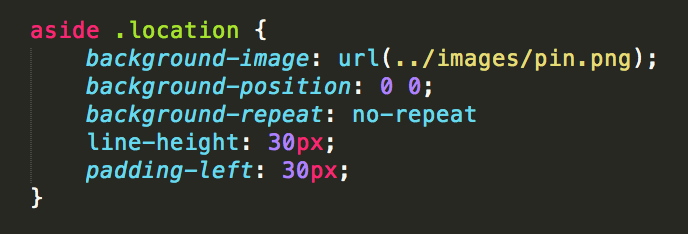 aside .location {
    background-image: url(../images/pin.png);
    background-position: 0 0;
    background-repeat: no-repeat
    line-height: 30px;
    padding-left: 30px;
}